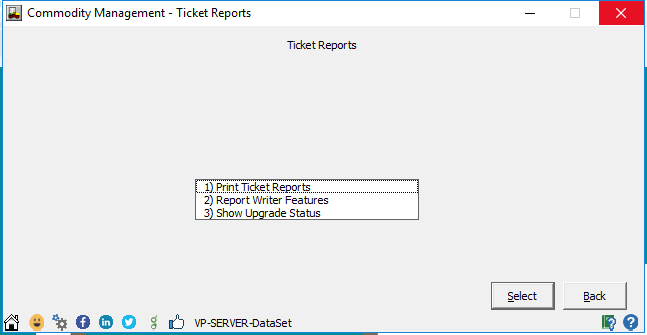 Commodity Management - Ticket Reports
Ticket Reports
1) Print Ticket Reports
2) Report Writer Features
3) Show Upgrade Status
Select Back
VP-SERVER-DataSet